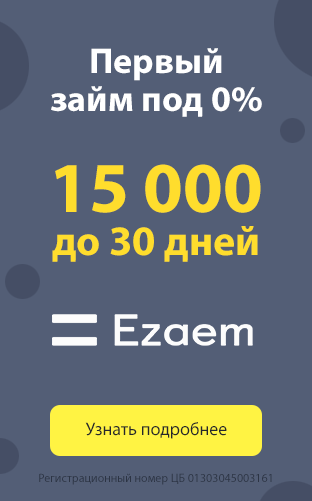 Первый
займ под 0%
15 000
до 30 дней
Ezaem
Узнать подробнее
Регистрационный номер ЦБ 01303045003161